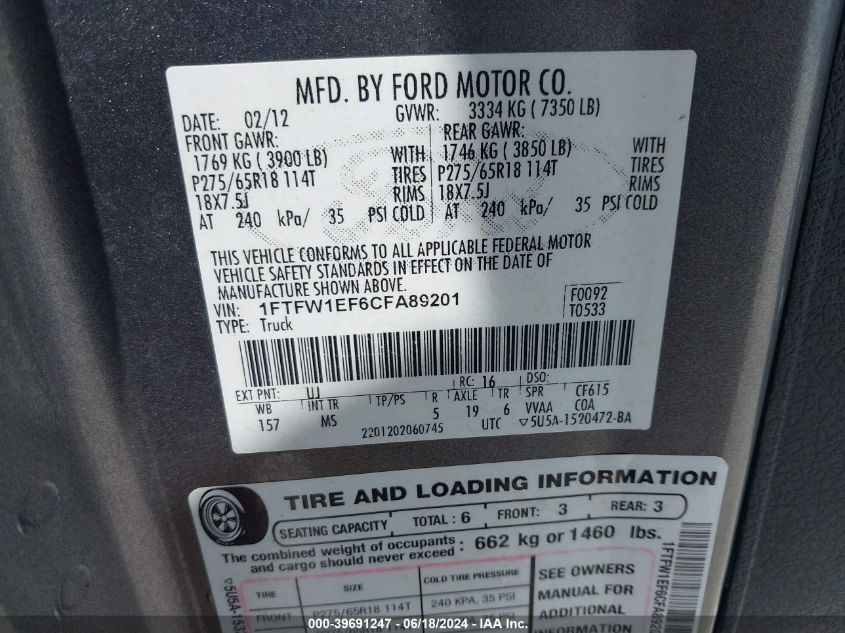 MFD. BY FORD MOTOR CO.
DATE: 02/12 GVWR: 3334 KG ( 7350 LB)
FRONT GAWR: REAR GAWR:
1769 KG ( 3900 LB) WITH 1746 KG ( 3850 LB) WITH
P275/65R18 114T TIRES P275/65R18 114T TIRES
18X7.5J RIMS 18X7.5J RIMS
AT 240 kPa/ 35 PSI COLD AT 240 kPa/ 35 PSI COLD
THIS VEHICLE CONFORMS TO ALL APPLICABLE FEDERAL MOTOR
VEHICLE SAFETY STANDARDS IN EFFECT ON THE DATE OF
MANUFACTURE SHOWN ABOVE.
VIN: 1FTFW1EF6CFA89201 F0092
TYPE: Truck T0533
EXT PNT: UJ RC: 16 DSO:
WB INT TR TP/PS R AXLE TR SPR CF615
157 MS 5 19 6 VVAA COA
2201202060745 UTC ▽5U5A-1520472-BA
TIRE AND LOADING INFORMATION
SEATING CAPACITY TOTAL : 6 FRONT: 3 REAR: 3
The combined weight of occupants
and cargo should never exceed : 662 kg or 1460 lbs.
TIRE SIZE COLD TIRE PRESSURE SEE OWNERS
FRONT P275/65R18 114T 240 KPA, 35 PSI MANUAL FOR
ADDITIONAL
▽5U5A-153
1FTFW1EF6CFA8920
000-39691247 - 06/18/2024 - IAA, Inc.